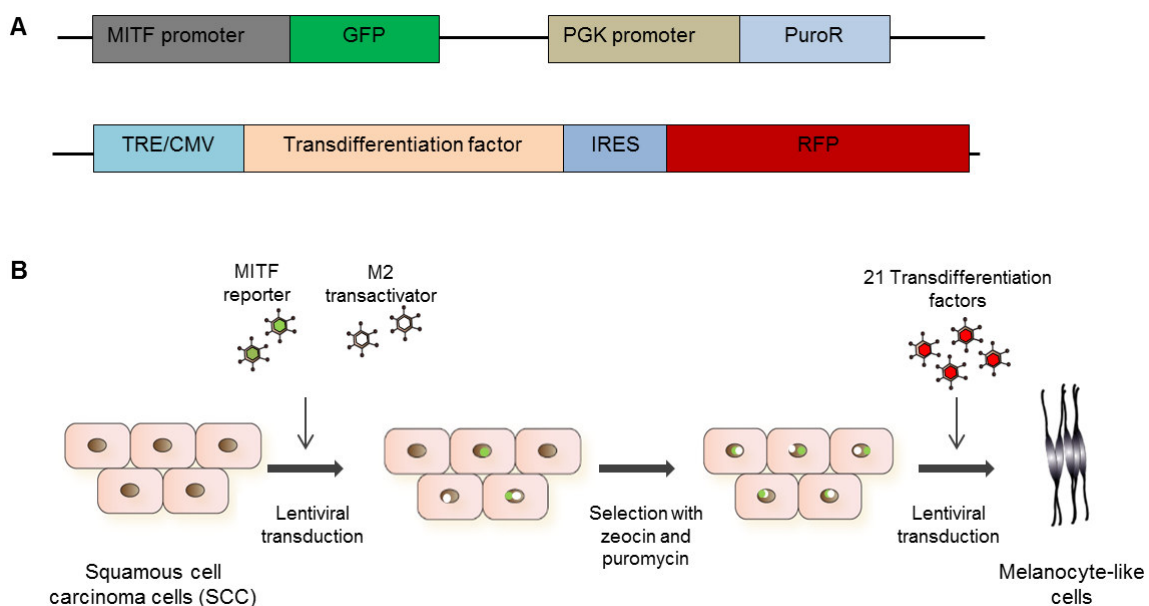 A
MITF promoter
GFP
PGK promoter
PuroR
TRE/CMV
Transdifferentiation factor
IRES
RFP
B
MITF
reporter
M2
transactivator
21 Transdifferentiation
factors
Lentiviral
transduction
Selection with
zeocin and
puromycin
Lentiviral
transduction
Squamous cell
carcinoma cells (SCC)
Melanocyte-like
cells